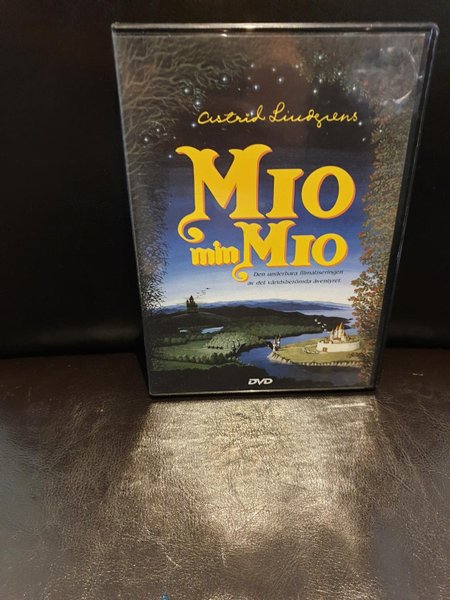 Astrid Lindgrens
MIO
min MIO
Den underbara filmatiseringen
av det världsberömda äventyret.
DVD